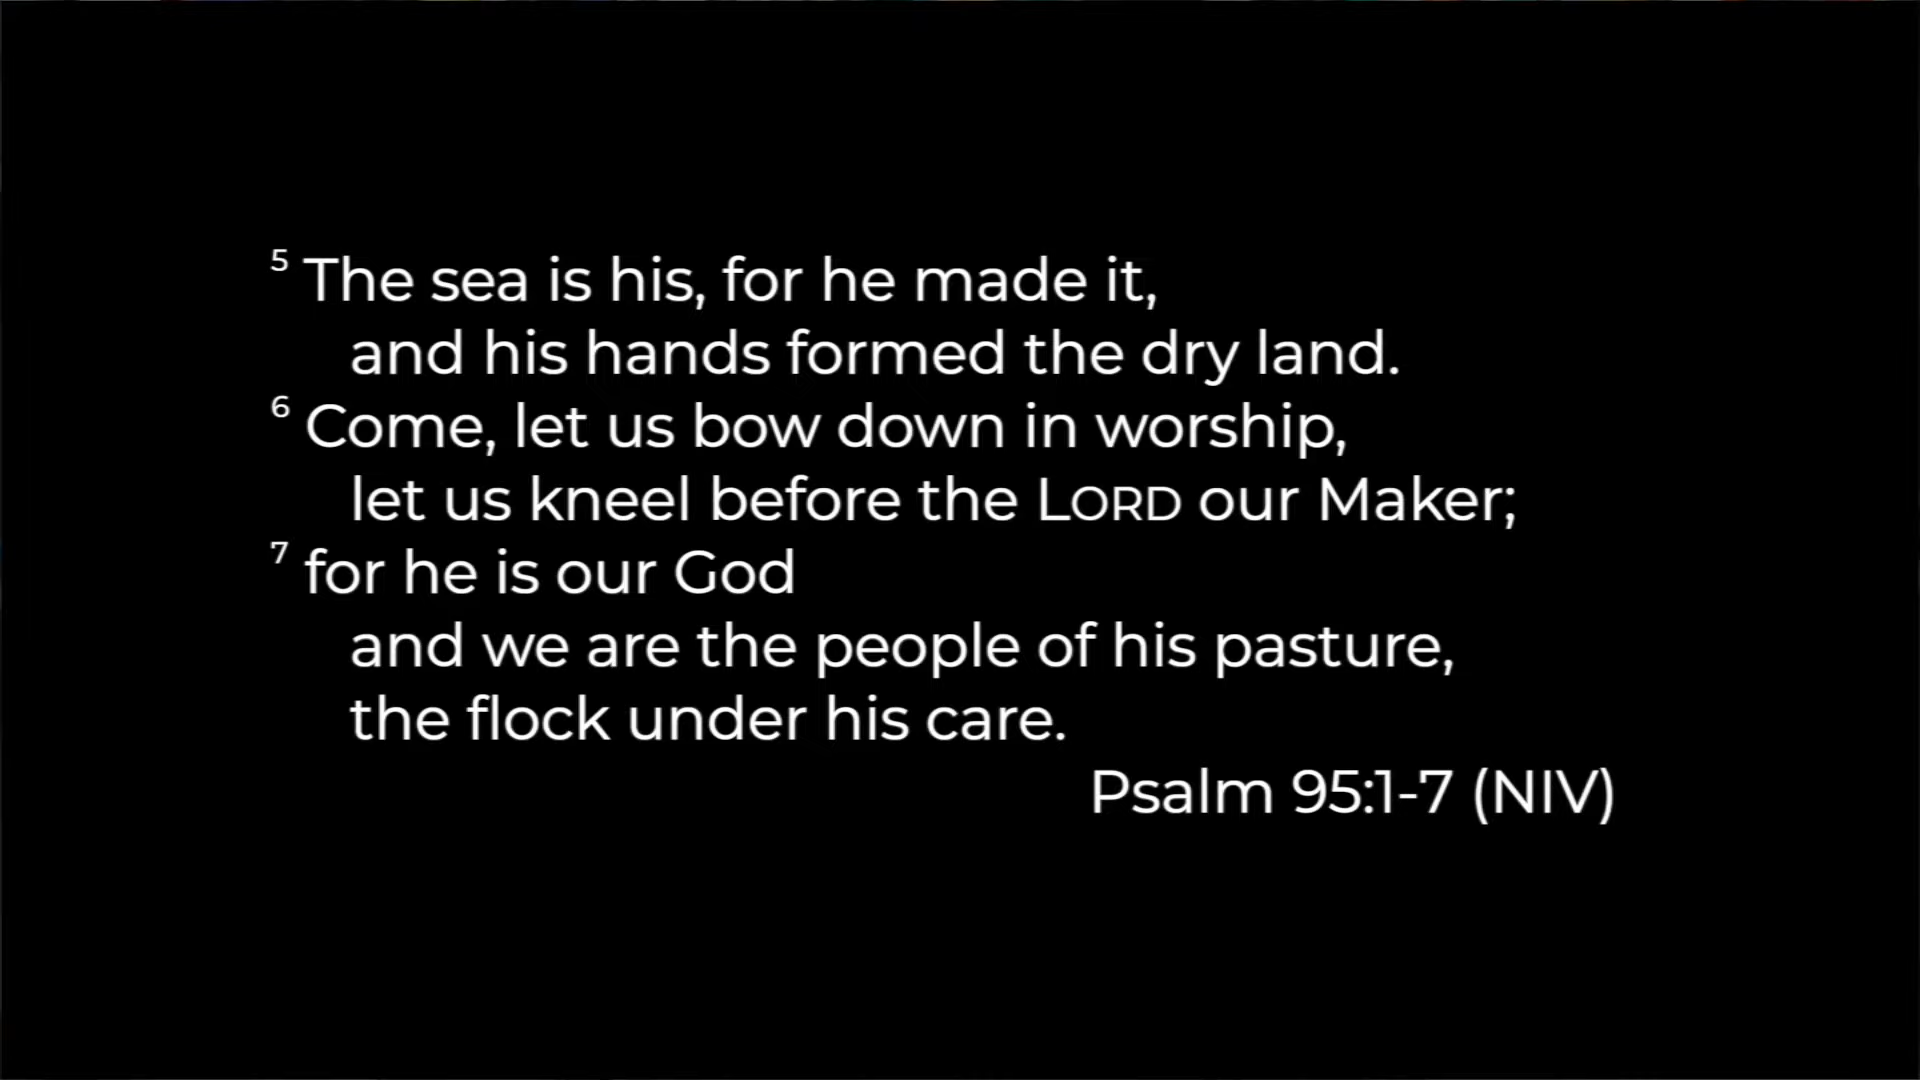 5 The sea is his, for he made it,
and his hands formed the dry land.
6 Come, let us bow down in worship,
let us kneel before the LORD our Maker;
7 for he is our God
and we are the people of his pasture,
the flock under his care.
Psalm 95:1-7 (NIV)